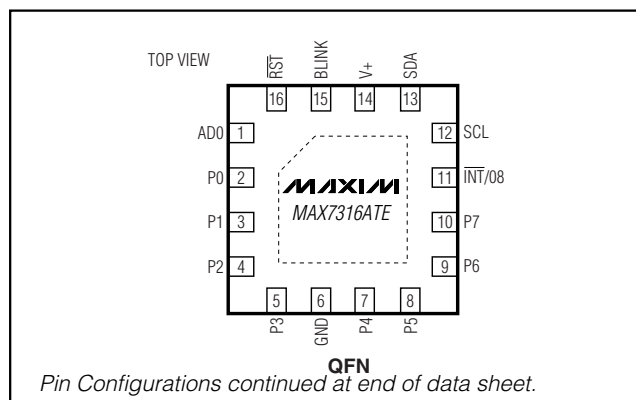 TOP VIEW
RST
BLINK
V+
SDA
16
15
14
13
AD0 1
12 SCL
P0 2
11 INT/08
MAXIM
MAX7316ATE
P1 3
10 P7
P2 4
9 P6
5
6
7
8
P3
GND
P4
P5
QFN
Pin Configurations continued at end of data sheet.